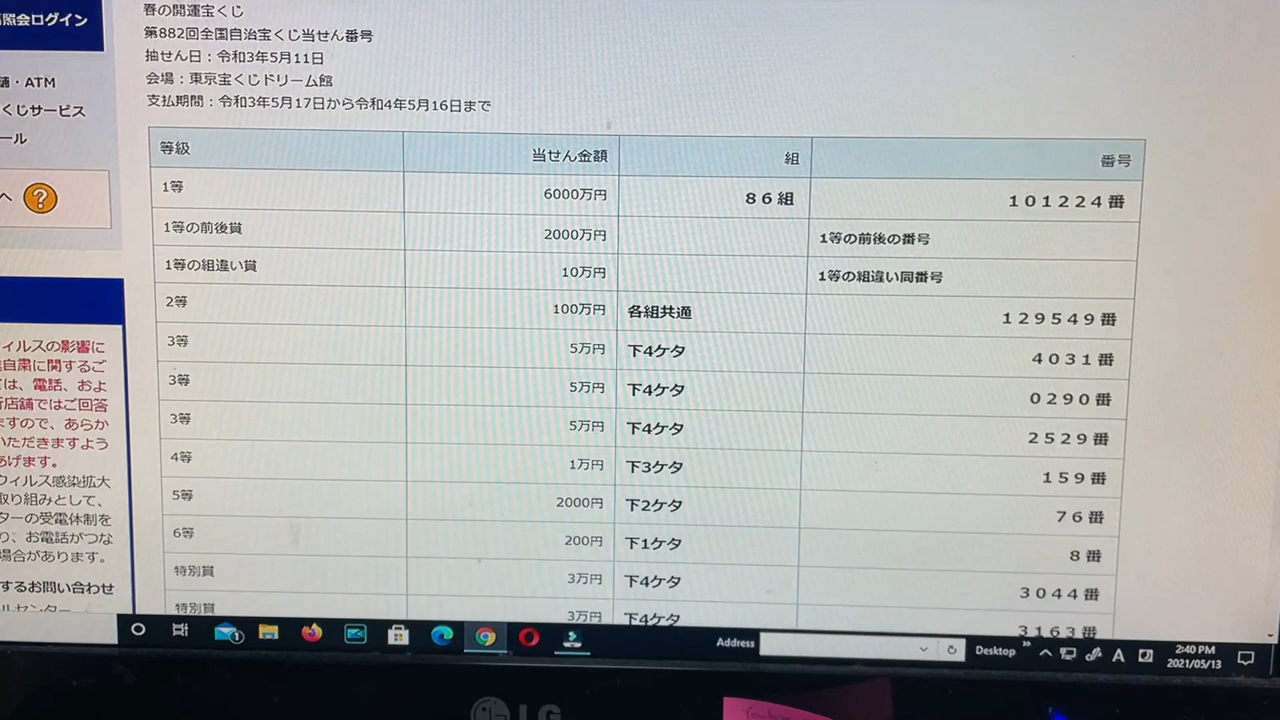 照会ログイン
舗・ATM
くじサービス
ール
へ ?
ィルスの影響に
自粛に関するご
は、電話、およ
店舗ではご回答
ますので、あらか
いただきますよう
あげます。
ウィルス感染拡大
取り組みとして、
ターの受電体制を
り、お電話がつな
場合があります。
するお問い合わせ
ルセンター
春の開運宝くじ
第882回全国自治宝くじ当せん番号
抽せん日:令和3年5月11日
会場:東京宝くじドリーム館
支払期間:令和3年5月17日から令和4年5月16日まで
等級 当せん金額 組 番号
1等 6000万円 86組 101224番
1等の前後賞 2000万円 1等の前後の番号
1等の組違い賞 10万円 1等の組違い同番号
2等 100万円 各組共通 129549番
3等 5万円 下4ケタ 4031番
3等 5万円 下4ケタ 0290番
3等 5万円 下4ケタ 2529番
4等 1万円 下3ケタ 159番
5等 2000円 下2ケタ 76番
6等 200円 下1ケタ 8番
特別賞 3万円 下4ケタ 3044番
特別賞 3万円 下4ケタ 3163番
1
Address
Desktop
A
2:40 PM
2021/05/13
LG